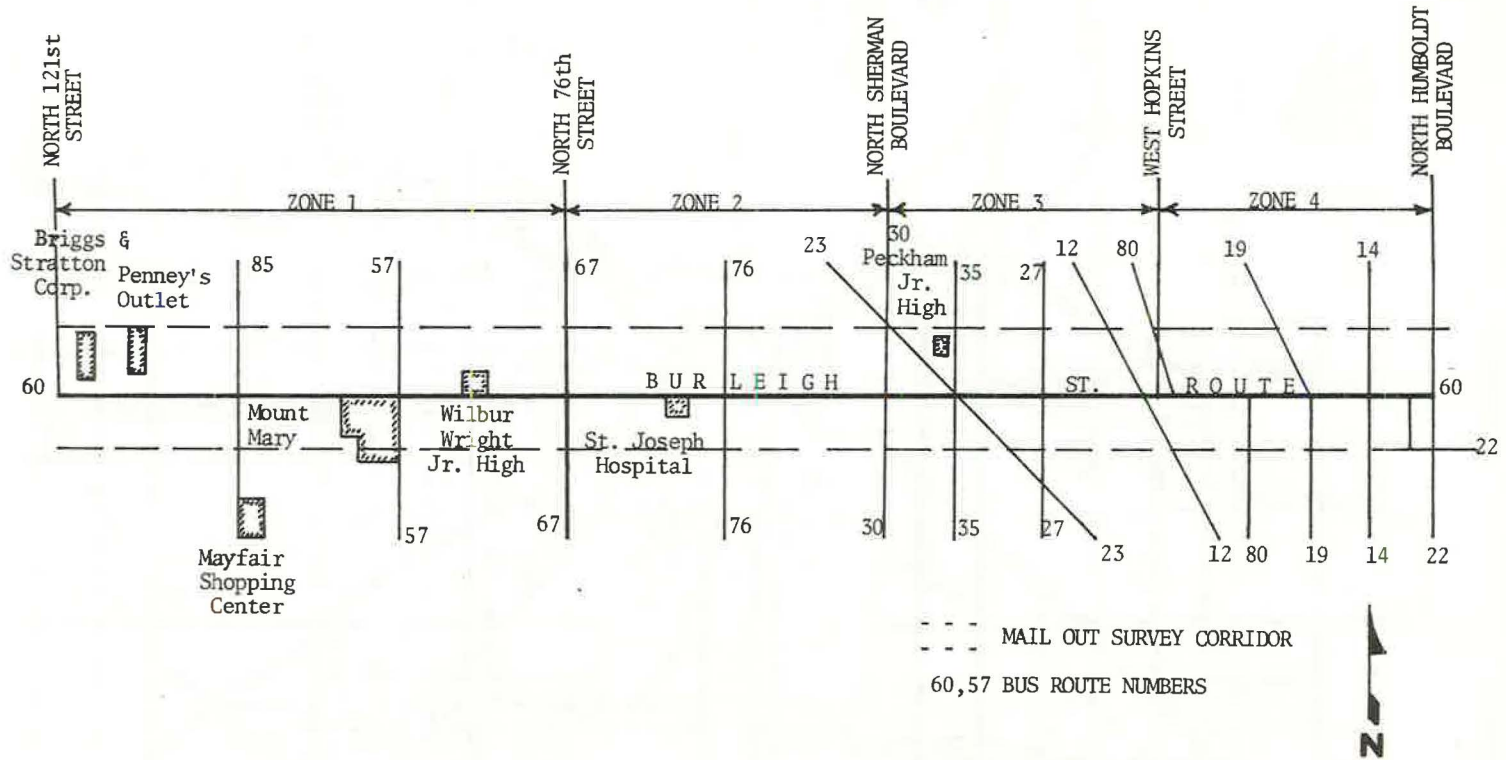 NORTH 121st
STREET
NORTH 76th
STREET
NORTH SHERMAN
BOULEVARD
WEST HOPKINS
STREET
NORTH HUMBOLDT
BOULEVARD
ZONE 1
ZONE 2
ZONE 3
ZONE 4
Briggs &
Stratton
Corp.
Penney's
Outlet
85
57
67
76
23
30
Peckham
Jr.
High
35
27
12
80
19
14
60
BURLEIGH ST. ROUTE
60
Mount
Mary
Wilbur
Wright
Jr. High
St. Joseph
Hospital
22
57
67
76
30
35
27
23
12
80
19
14
22
Mayfair
Shopping
Center
MAIL OUT SURVEY CORRIDOR
60,57 BUS ROUTE NUMBERS
N